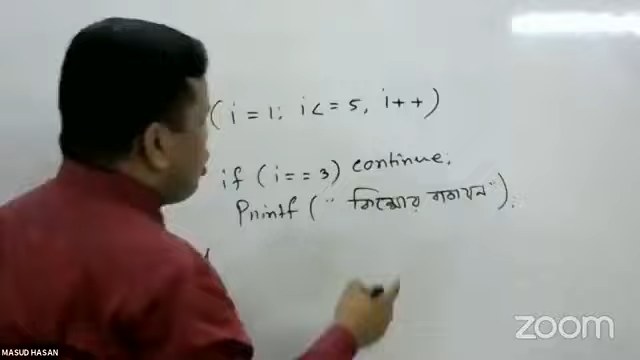 (i = 1; i <= 5, i++)
if (i == 3) continue;
Printf ("কিশোর বাতায়ন");
zoom
MASUD HASAN